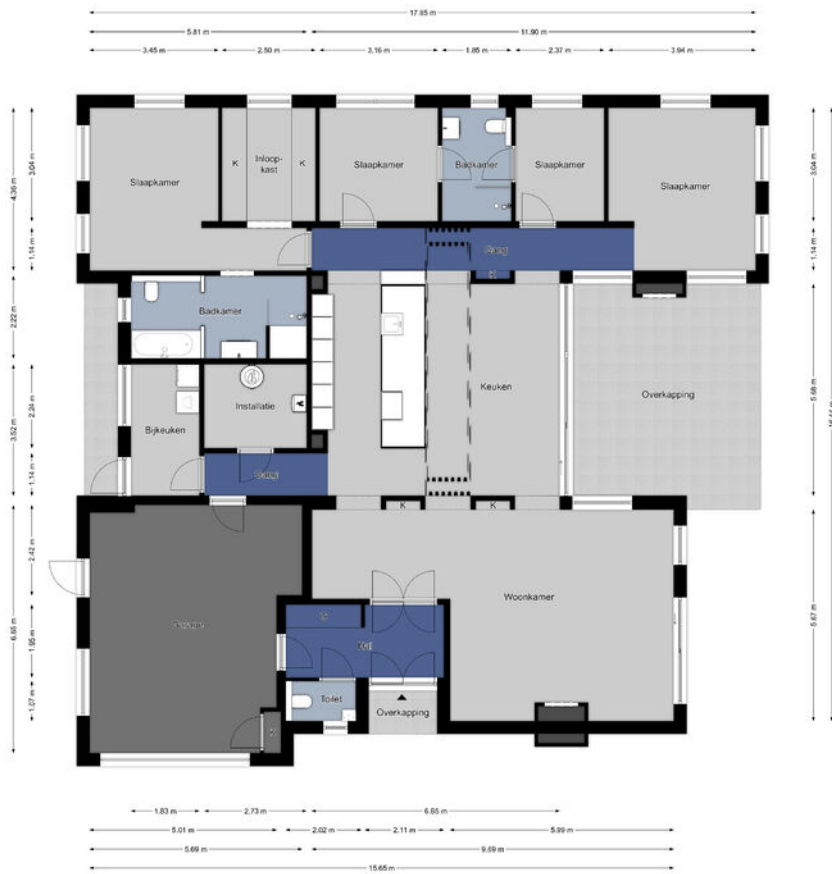 17.85 m
5.81 m
11.90 m
3.45 m
2.50 m
3.16 m
1.85 m
2.37 m
3.94 m
4.36 m
3.04 m
1.14 m
3.04 m
1.14 m
Slaapkamer
K
Inloop-
kast
K
Slaapkamer
Badkamer
Slaapkamer
Slaapkamer
Gang
K
2.22 m
Badkamer
3.52 m
2.24 m
1.14 m
Bijkeuken
Installatie
Keuken
Overkapping
5.68 m
Gang
K
K
6.65 m
2.42 m
1.95 m
1.07 m
Garage
Woonkamer
5.67 m
S
Hal
Toilet
Overkapping
K
1.83 m
2.73 m
6.65 m
5.01 m
2.02 m
2.11 m
5.99 m
5.69 m
9.69 m
15.65 m